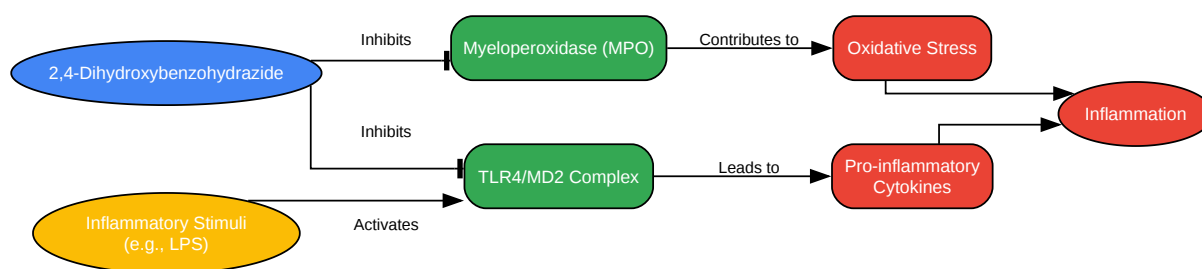 Inhibits
Myeloperoxidase (MPO)
Contributes to
Oxidative Stress
2,4-Dihydroxybenzohydrazide
Inflammation
Inhibits
TLR4/MD2 Complex
Leads to
Pro-inflammatory
Cytokines
Inflammatory Stimuli
(e.g., LPS)
Activates